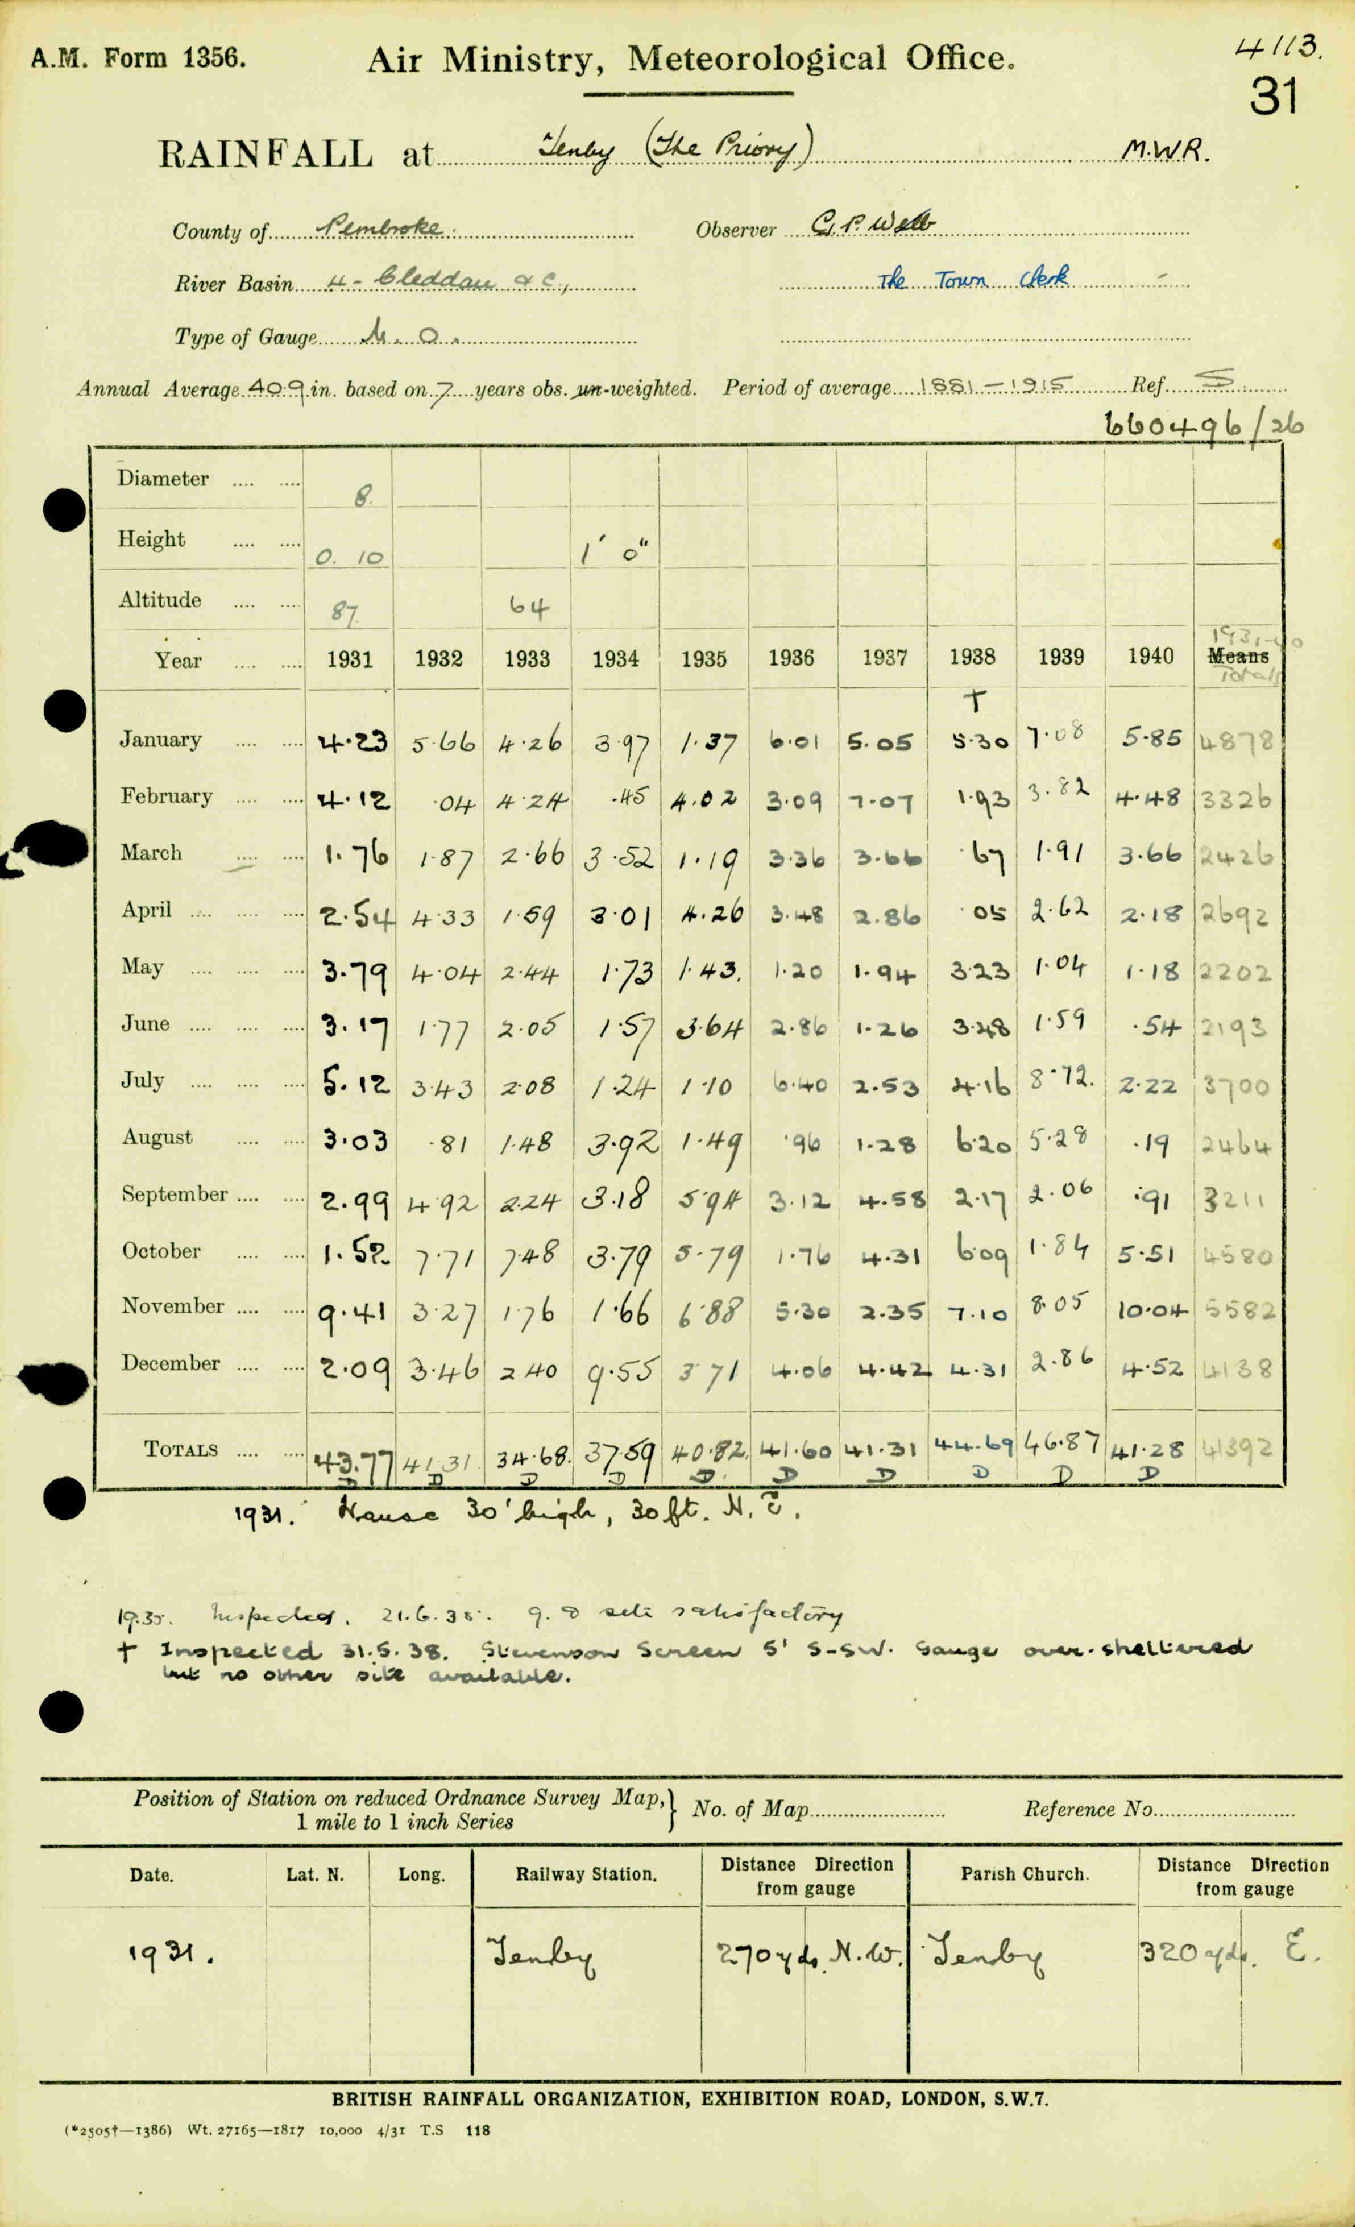 A.M. Form 1356. Air Ministry, Meteorological Office. 4113.
31
RAINFALL at Tenby (The Priory) M.W.R.
County of Pembroke. Observer G.P. Webb
River Basin 4 - Cleddau & C., The Town Clerk
Type of Gauge M.O.
Annual Average 40.9 in. based on 7 years obs. un-weighted. Period of average 1881-1915 Ref. S
660496/26
Diameter .... .... 8.
Height .... .... 0. 10 1' 0"
Altitude .... .... 87. 64
1931-40
Year .... .... 1931 1932 1933 1934 1935 1936 1937 1938 1939 1940 Means
Totals
†
January .... .... 4.23 5.66 4.26 3.97 1.37 6.01 5.05 5.30 7.08 5.85 4878
February .... .... 4.12 .04 4.24 .45 4.02 3.09 7.07 1.93 3.82 4.48 3326
March .... .... 1.76 1.87 2.66 3.52 1.19 3.36 3.66 .67 1.91 3.66 2426
April .... .... .... 2.54 4.33 1.59 3.01 4.26 3.48 2.86 .05 2.62 2.18 2692
May .... .... .... 3.79 4.04 2.44 1.73 1.43. 1.20 1.94 3.23 1.04 1.18 2202
June .... .... .... 3.17 1.77 2.05 1.57 3.64 2.86 1.26 3.48 1.59 .54 2193
July .... .... .... 5.12 3.43 2.08 1.24 1.10 6.40 2.53 4.16 8.72. 2.22 3700
August .... .... 3.03 .81 1.48 3.92 1.49 .96 1.28 6.20 5.28 .19 2464
September .... .... 2.99 4.92 2.24 3.18 5.94 3.12 4.58 2.17 2.06 .91 3211
October .... .... 1.52 7.71 7.48 3.79 5.79 1.76 4.31 6.09 1.84 5.51 4580
November .... .... 9.41 3.27 1.76 1.66 6.88 5.30 2.35 7.10 8.05 10.04 5582
December .... .... 2.09 3.46 2.40 9.55 3.71 4.06 4.42 4.31 2.86 4.52 4138
TOTALS .... .... 43.77 41.31. 34.68. 37.59 40.82. 41.60 41.31 44.69 46.87 41.28 41392
D D D D D D D D D D
1931. House 30' high, 30 ft. N.E.
1935. Inspected. 21.6.35. g. & site satisfactory
† Inspected 31.5.38. Stevenson Screen 5' S-SW. Gauge over-sheltered
but no other site available.
Position of Station on reduced Ordnance Survey Map, } No. of Map Reference No.
1 mile to 1 inch Series
Date. Lat. N. Long. Railway Station. Distance Direction from gauge Parish Church. Distance Direction from gauge
1931. Tenby 270 yds. N.W. Tenby 320 yds. E.
BRITISH RAINFALL ORGANIZATION, EXHIBITION ROAD, LONDON, S.W.7.
(*2505†—1386) Wt. 27165—1817 10,000 4/31 T.S 118